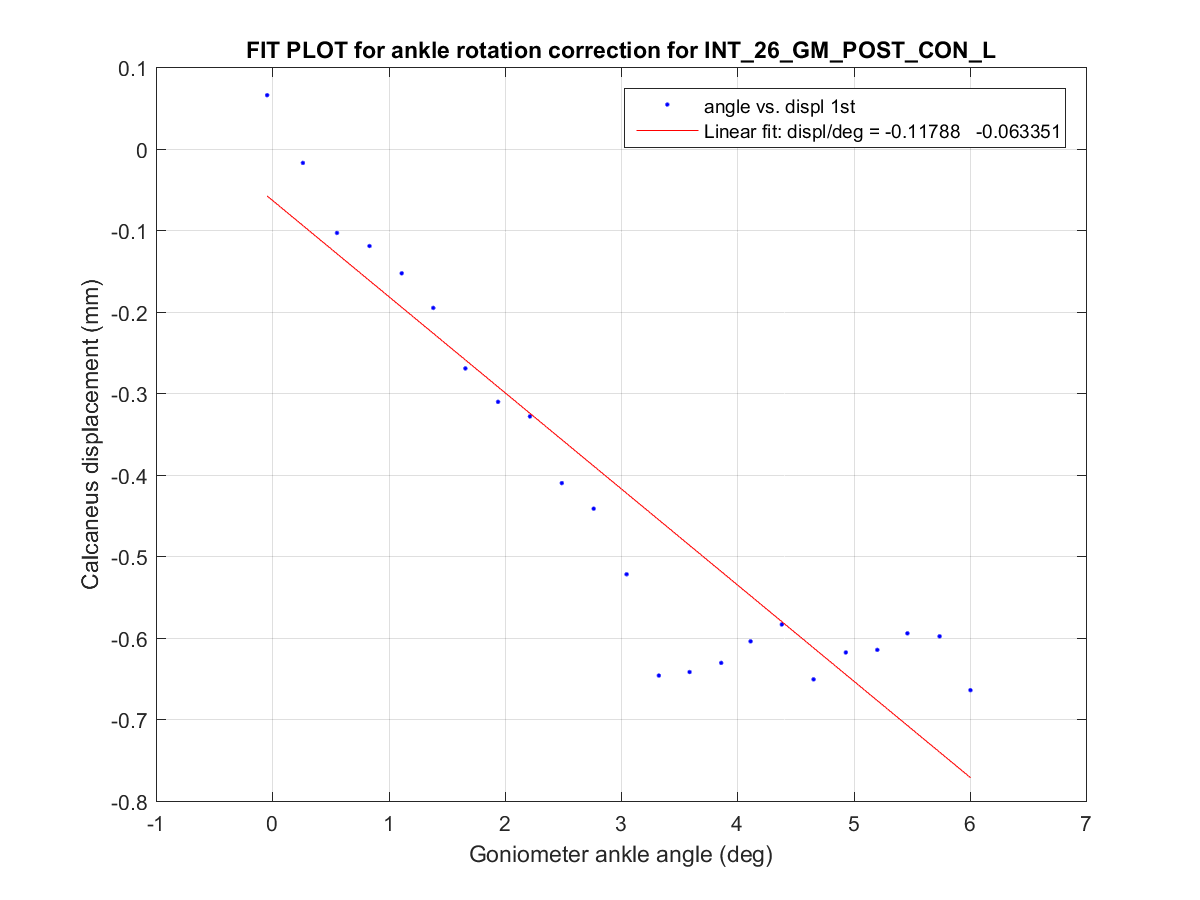 FIT PLOT for ankle rotation correction for INT_26_GM_POST_CON_L
0.1
angle vs. displ 1st
Linear fit: displ/deg = -0.11788   -0.063351
0
-0.1
-0.2
-0.3
-0.4
-0.5
-0.6
-0.7
-0.8
Calcaneus displacement (mm)
-1 0 1 2 3 4 5 6 7
Goniometer ankle angle (deg)